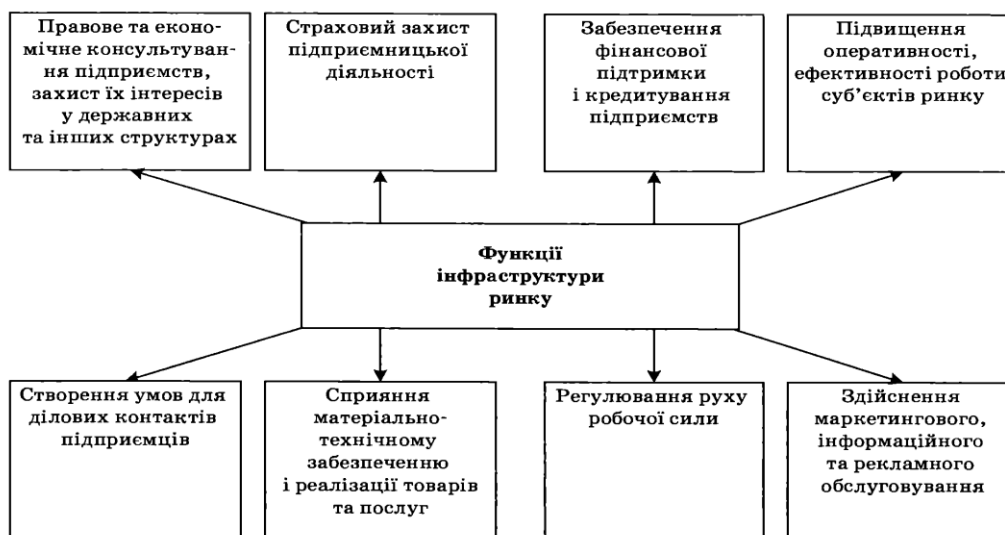 Правове та еконо-
мічне консультуван-
ня підприємств,
захист їх інтересів
у державних
та інших структурах
Страховий захист
підприємницької
діяльності
Забезпечення
фінансової
підтримки
і кредитування
підприємств
Підвищення
оперативності,
ефективності роботи
суб’єктів ринку
Функції
інфраструктури
ринку
Створення умов для
ділових контактів
підприємців
Сприяння
матеріально-
технічному
забезпеченню
і реалізації товарів
та послуг
Регулювання руху
робочої сили
Здійснення
маркетингового,
інформаційного
та рекламного
обслуговування